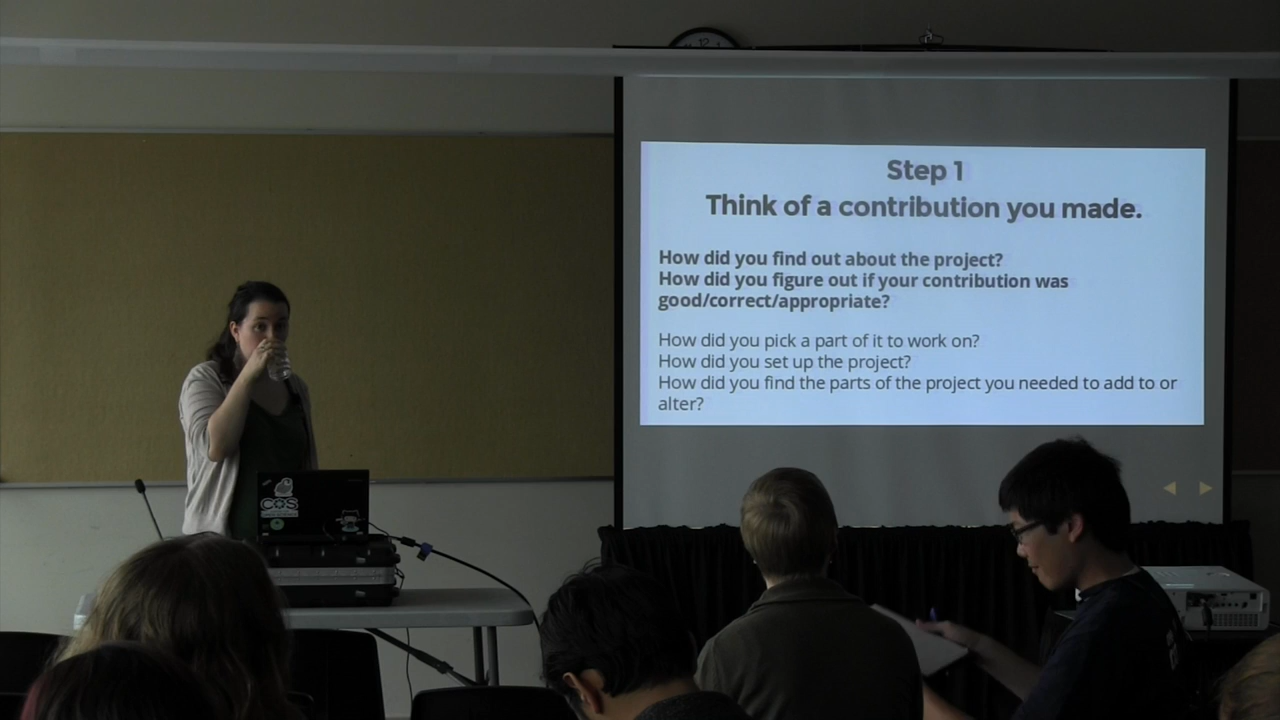 Step 1
Think of a contribution you made.
How did you find out about the project?
How did you figure out if your contribution was
good/correct/appropriate?
How did you pick a part of it to work on?
How did you set up the project?
How did you find the parts of the project you needed to add to or
alter?
COS